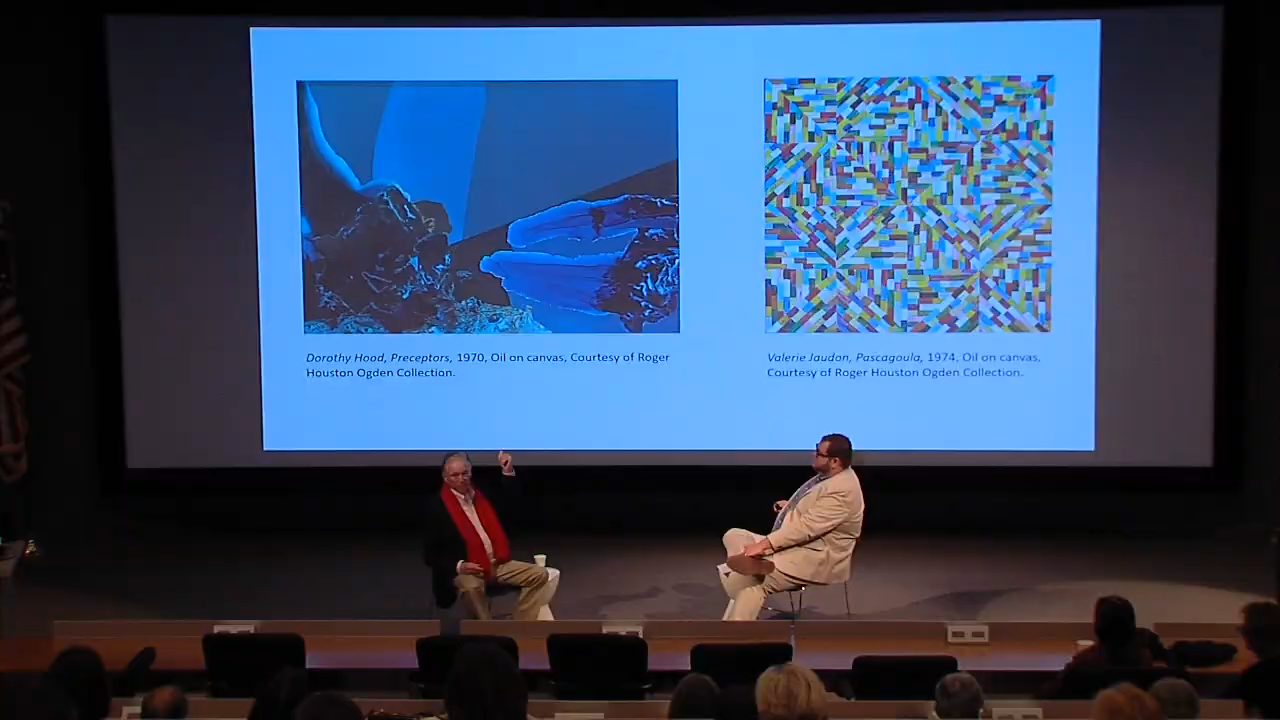 Dorothy Hood, Preceptors, 1970, Oil on canvas, Courtesy of Roger
Houston Ogden Collection.
Valerie Jaudon, Pascagoula, 1974, Oil on canvas,
Courtesy of Roger Houston Ogden Collection.